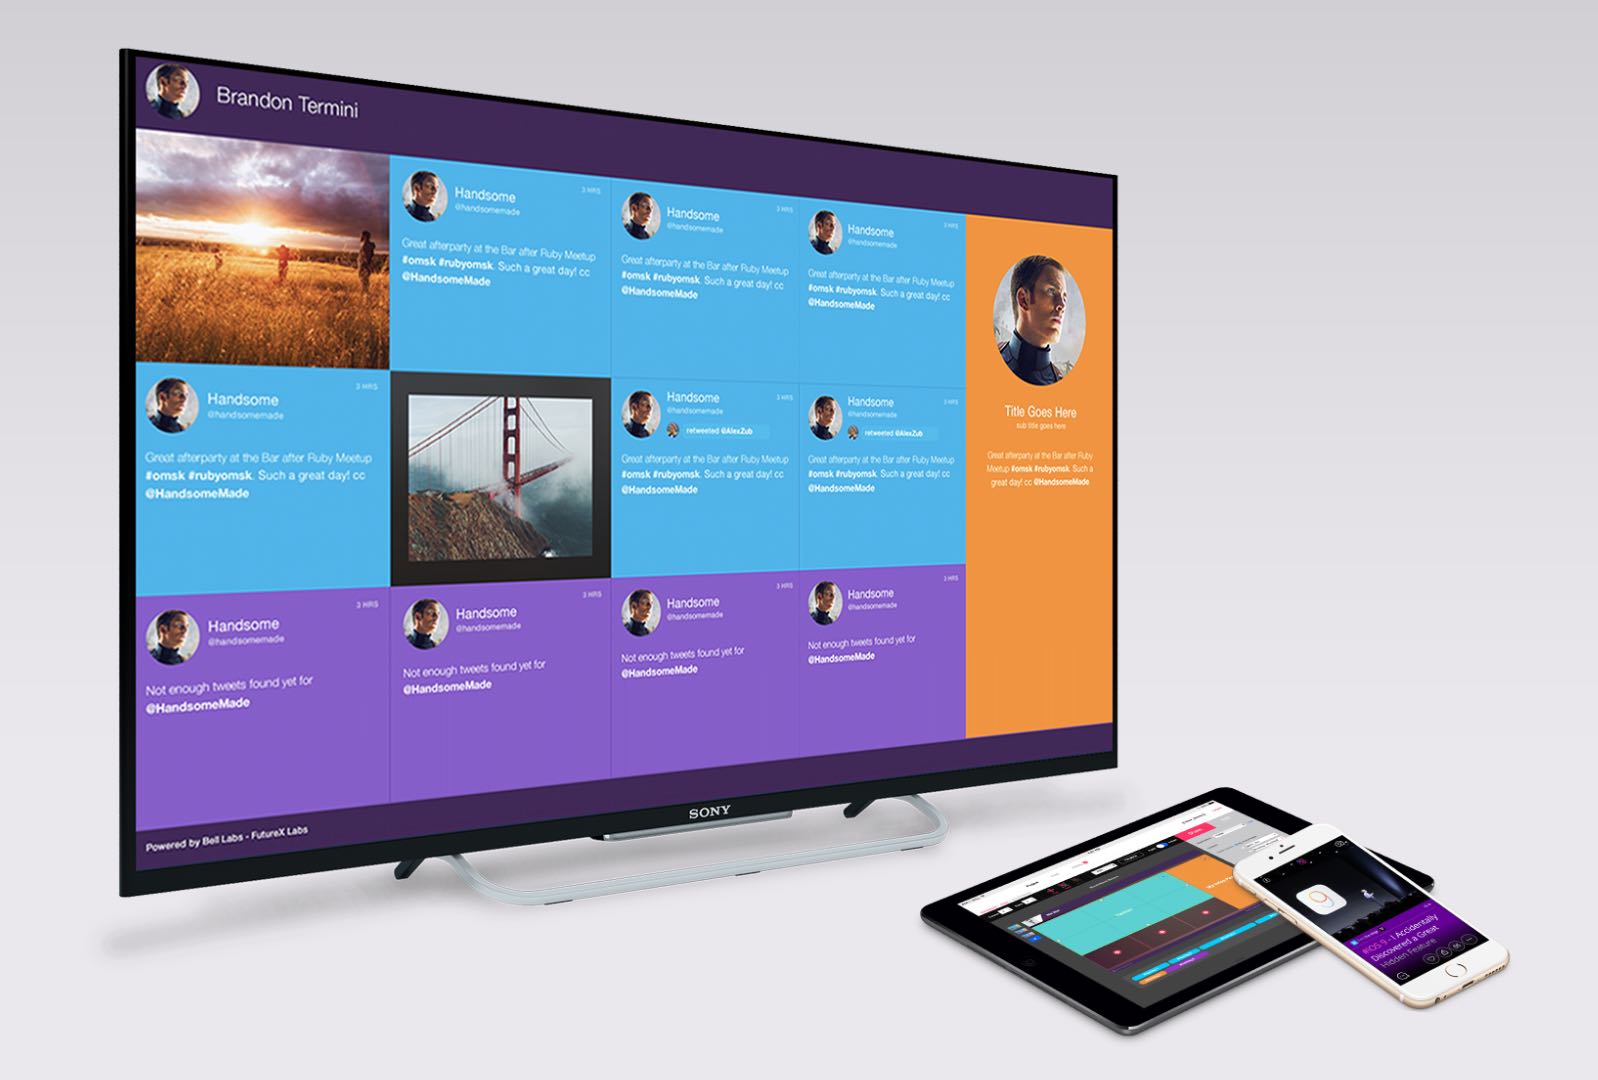 Brandon Termini
Handsome
3 HRS
@handsomemade
Great afterparty at the Bar after Ruby Meetup
#omsk #rubyomsk. Such a great day! cc
@HandsomeMade
Handsome
3 HRS
@handsomemade
Great afterparty at the Bar after Ruby Meetup
#omsk #rubyomsk. Such a great day! cc
@HandsomeMade
Handsome
3 HRS
@handsomemade
Great afterparty at the Bar after Ruby Meetup
#omsk #rubyomsk. Such a great day! cc
@HandsomeMade
Title Goes Here
sub title goes here
Great afterparty at the Bar after Ruby
Meetup #omsk #rubyomsk. Such a
great day! cc @HandsomeMade
Handsome
3 HRS
@handsomemade
Great afterparty at the Bar after Ruby Meetup
#omsk #rubyomsk. Such a great day! cc
@HandsomeMade
Handsome
3 HRS
@handsomemade
retweeted @AlexZub
Great afterparty at the Bar after Ruby Meetup
#omsk #rubyomsk. Such a great day! cc
@HandsomeMade
Handsome
3 HRS
@handsomemade
retweeted @AlexZub
Great afterparty at the Bar after Ruby Meetup
#omsk #rubyomsk. Such a great day! cc
@HandsomeMade
Handsome
3 HRS
@handsomemade
Not enough tweets found yet for
@HandsomeMade
Handsome
3 HRS
@handsomemade
Not enough tweets found yet for
@HandsomeMade
Handsome
3 HRS
@handsomemade
Not enough tweets found yet for
@HandsomeMade
Handsome
3 HRS
@handsomemade
Not enough tweets found yet for
@HandsomeMade
Powered by Bell Labs - FutureX Labs
SONY
9
#iOS 9 - I Accidentally
Discovered a Great
Hidden Feature